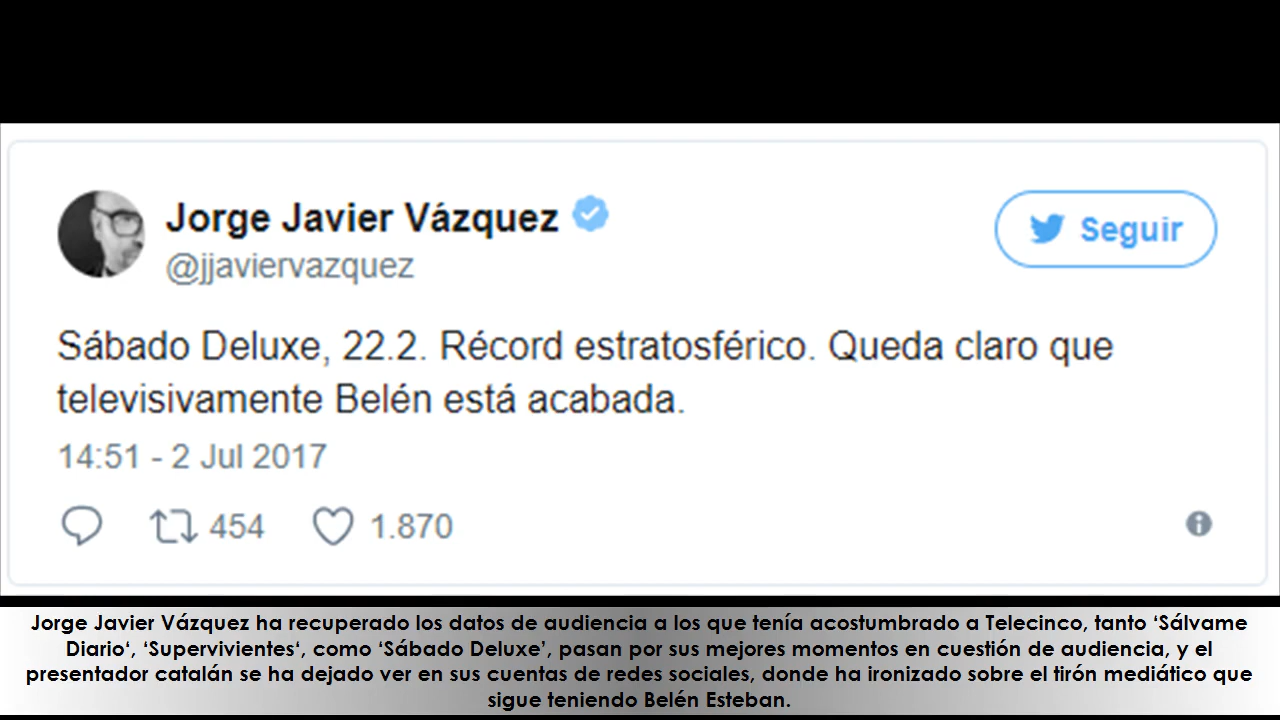 Jorge Javier Vázquez
@jjaviervazquez
Seguir
Sábado Deluxe, 22.2. Récord estratosférico. Queda claro que
televisivamente Belén está acabada.
14:51 - 2 Jul 2017
454 1.870
Jorge Javier Vázquez ha recuperado los datos de audiencia a los que tenía acostumbrado a Telecinco, tanto ‘Sálvame
Diario‘, ‘Supervivientes‘, como ‘Sábado Deluxe’, pasan por sus mejores momentos en cuestión de audiencia, y el
presentador catalán se ha dejado ver en sus cuentas de redes sociales, donde ha ironizado sobre el tirón mediático que
sigue teniendo Belén Esteban.